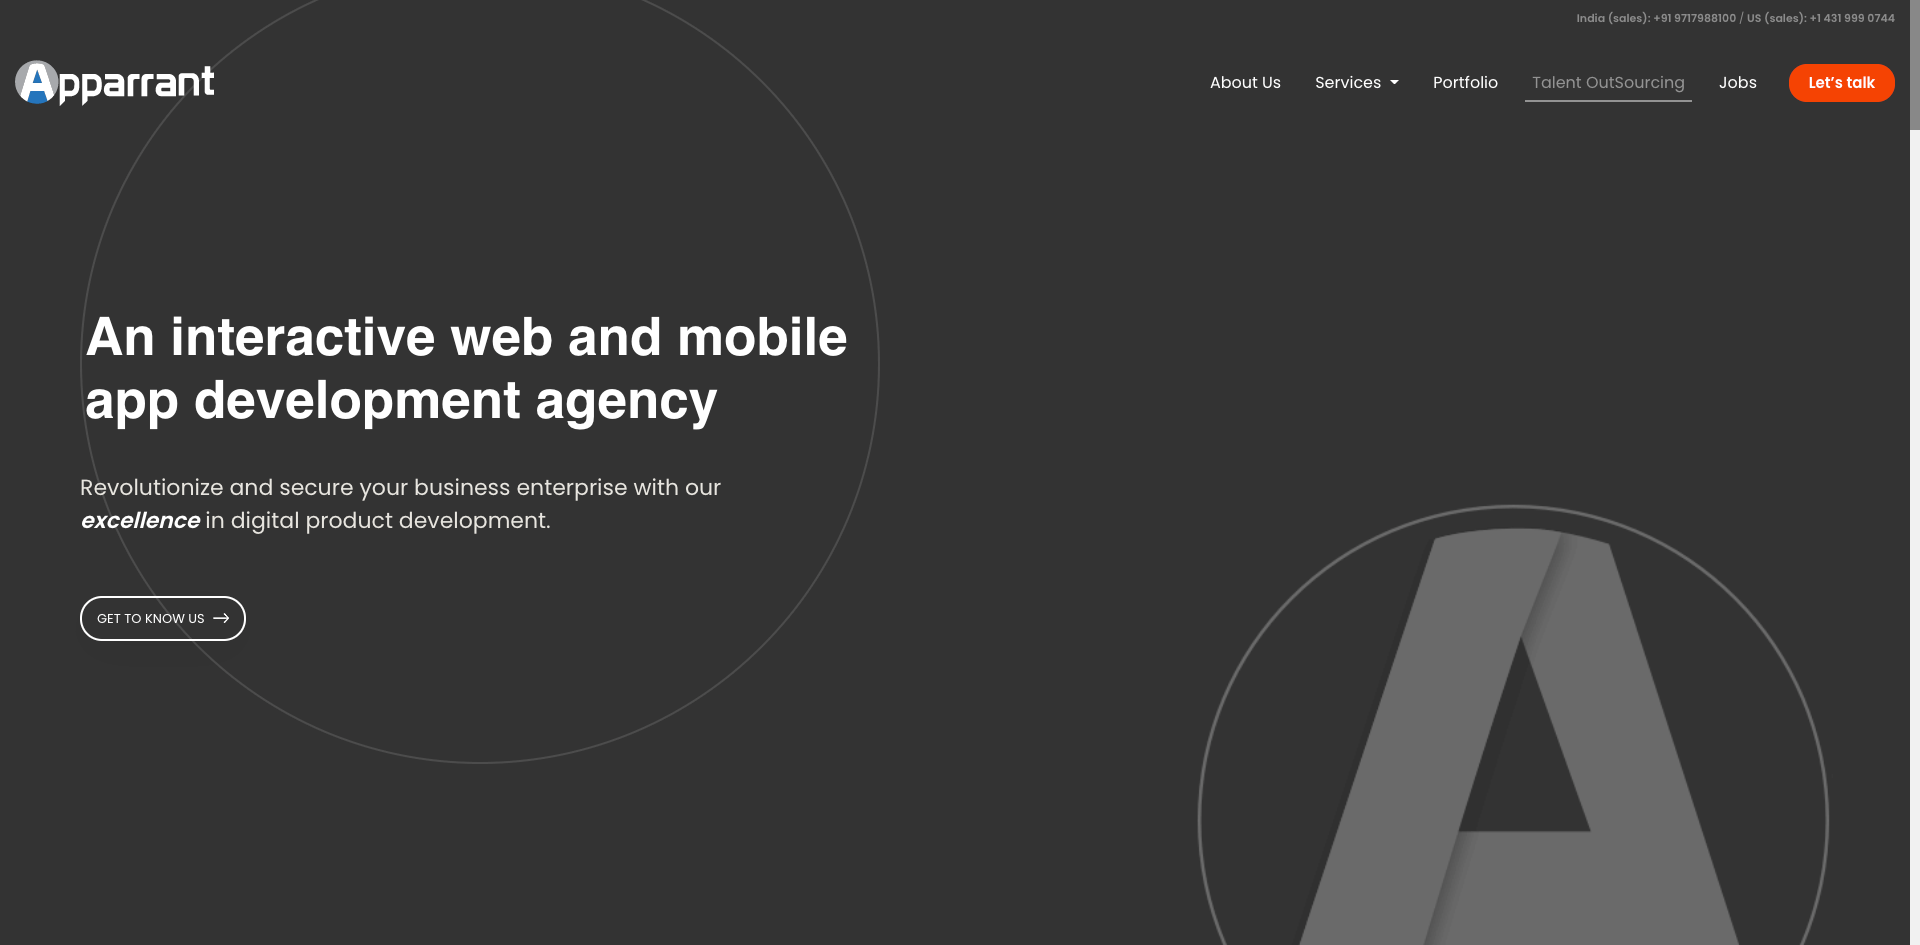 India (sales): +91 9717988100 / US (sales): +1 431 999 0744
Apparrant
About Us
Services
Portfolio
Talent OutSourcing
Jobs
Let's talk
An interactive web and mobile
app development agency
Revolutionize and secure your business enterprise with our
excellence in digital product development.
GET TO KNOW US →
A